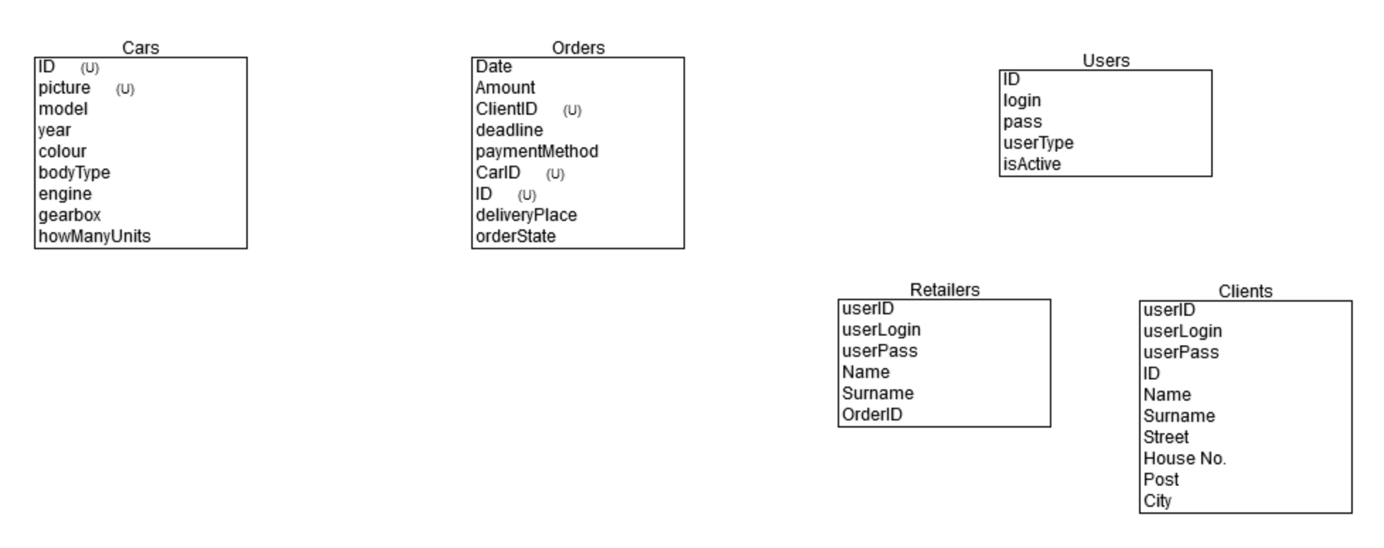 Cars
ID (U)
picture (U)
model
year
colour
bodyType
engine
gearbox
howManyUnits
Orders
Date
Amount
ClientID (U)
deadline
paymentMethod
CarID (U)
ID (U)
deliveryPlace
orderState
Users
ID
login
pass
userType
isActive
Retailers
userID
userLogin
userPass
Name
Surname
OrderID
Clients
userID
userLogin
userPass
ID
Name
Surname
Street
House No.
Post
City